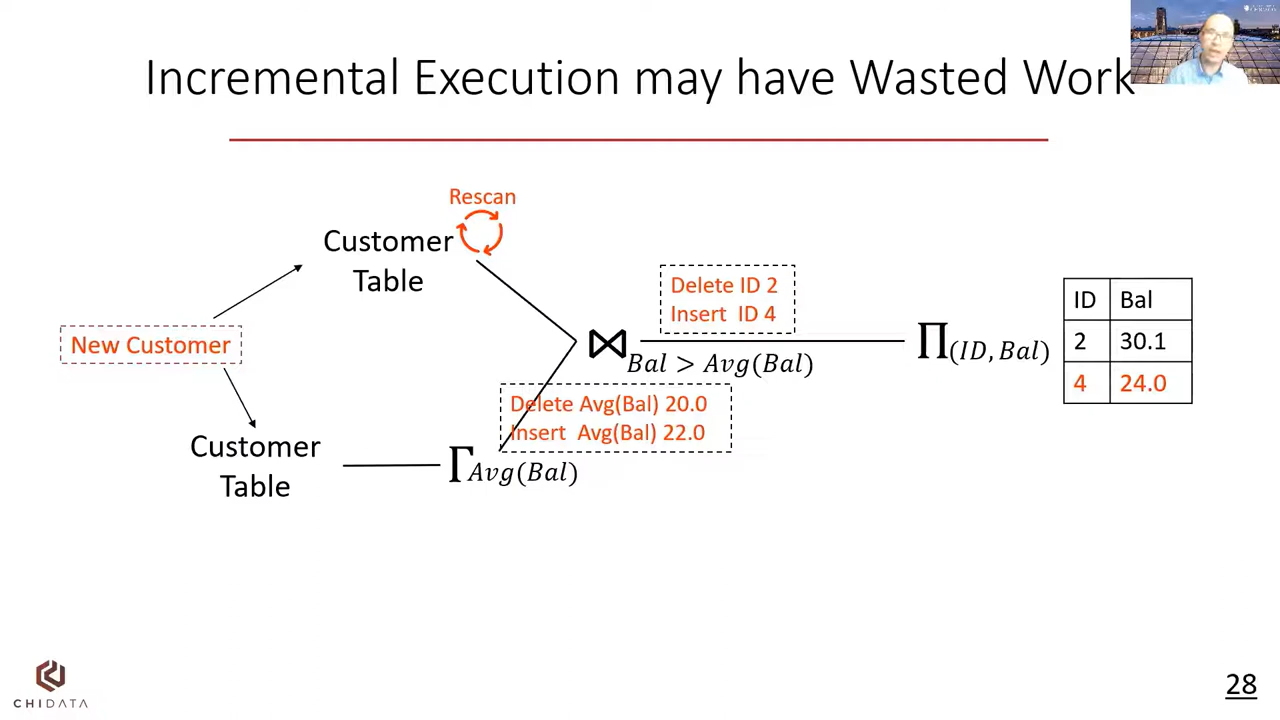 Incremental Execution may have Wasted Work
Rescan
Customer
Table
Delete ID 2
Insert ID 4
New Customer
⋈ Bal > Avg(Bal)
Π(ID, Bal)
ID Bal
2 30.1
4 24.0
Delete Avg(Bal) 20.0
Insert Avg(Bal) 22.0
Customer
Table
Γ Avg(Bal)
CHIDATA
28